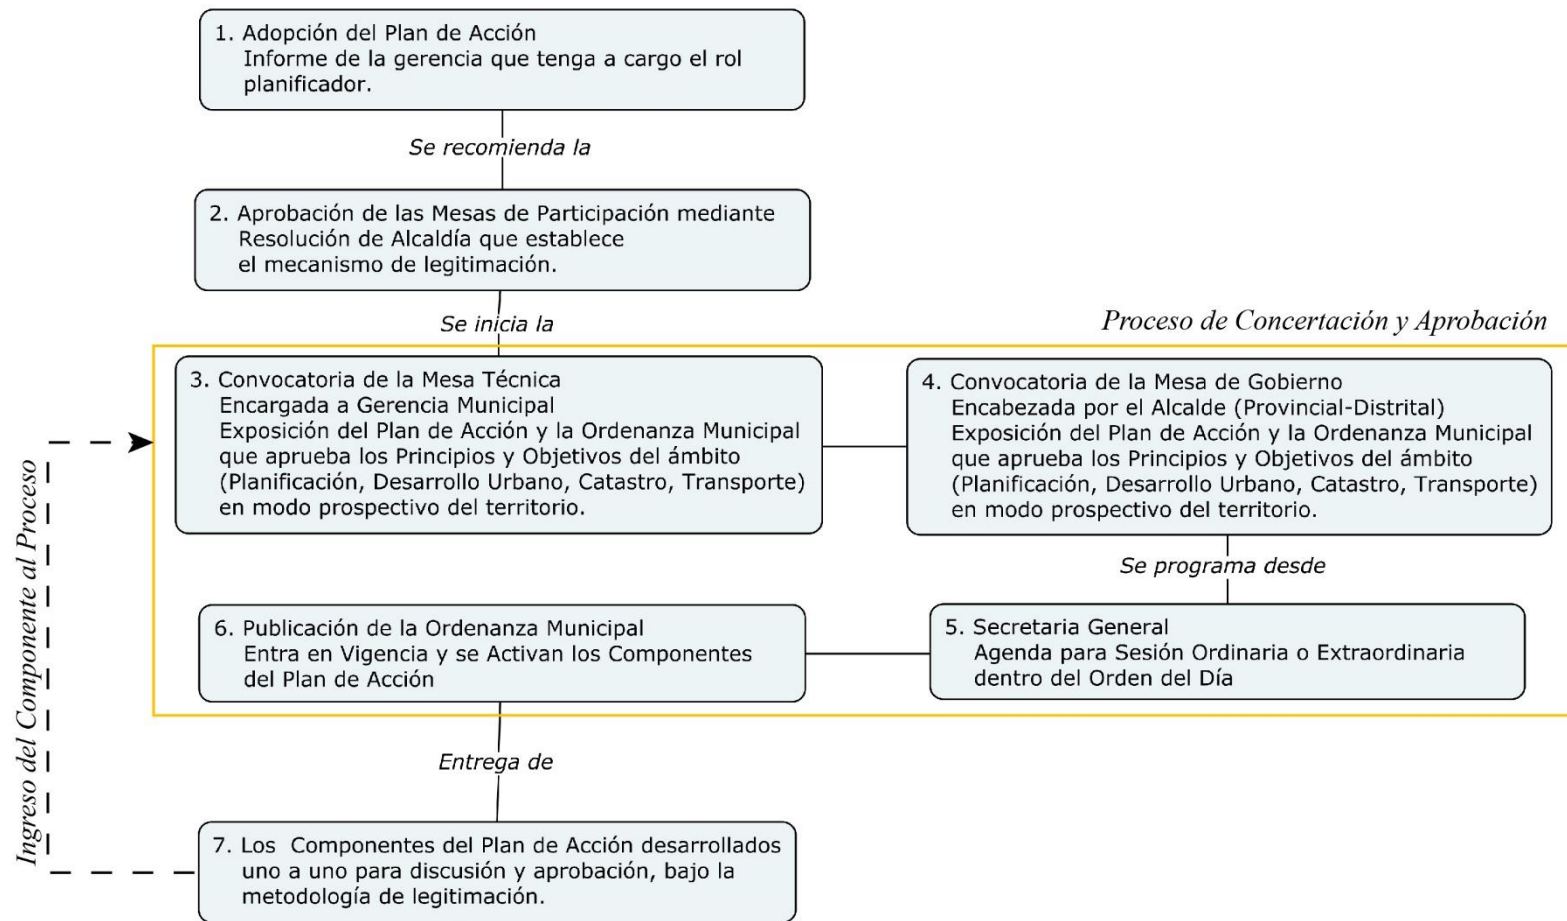 1. Adopción del Plan de Acción
Informe de la gerencia que tenga a cargo el rol
planificador.
Se recomienda la
2. Aprobación de las Mesas de Participación mediante
Resolución de Alcaldía que establece
el mecanismo de legitimación.
Se inicia la
Proceso de Concertación y Aprobación
3. Convocatoria de la Mesa Técnica
Encargada a Gerencia Municipal
Exposición del Plan de Acción y la Ordenanza Municipal
que aprueba los Principios y Objetivos del ámbito
(Planificación, Desarrollo Urbano, Catastro, Transporte)
en modo prospectivo del territorio.
4. Convocatoria de la Mesa de Gobierno
Encabezada por el Alcalde (Provincial-Distrital)
Exposición del Plan de Acción y la Ordenanza Municipal
que aprueba los Principios y Objetivos del ámbito
(Planificación, Desarrollo Urbano, Catastro, Transporte)
en modo prospectivo del territorio.
Se programa desde
5. Secretaria General
Agenda para Sesión Ordinaria o Extraordinaria
dentro del Orden del Día
6. Publicación de la Ordenanza Municipal
Entra en Vigencia y se Activan los Componentes
del Plan de Acción
Entrega de
7. Los Componentes del Plan de Acción desarrollados
uno a uno para discusión y aprobación, bajo la
metodología de legitimación.
Ingreso del Componente al Proceso